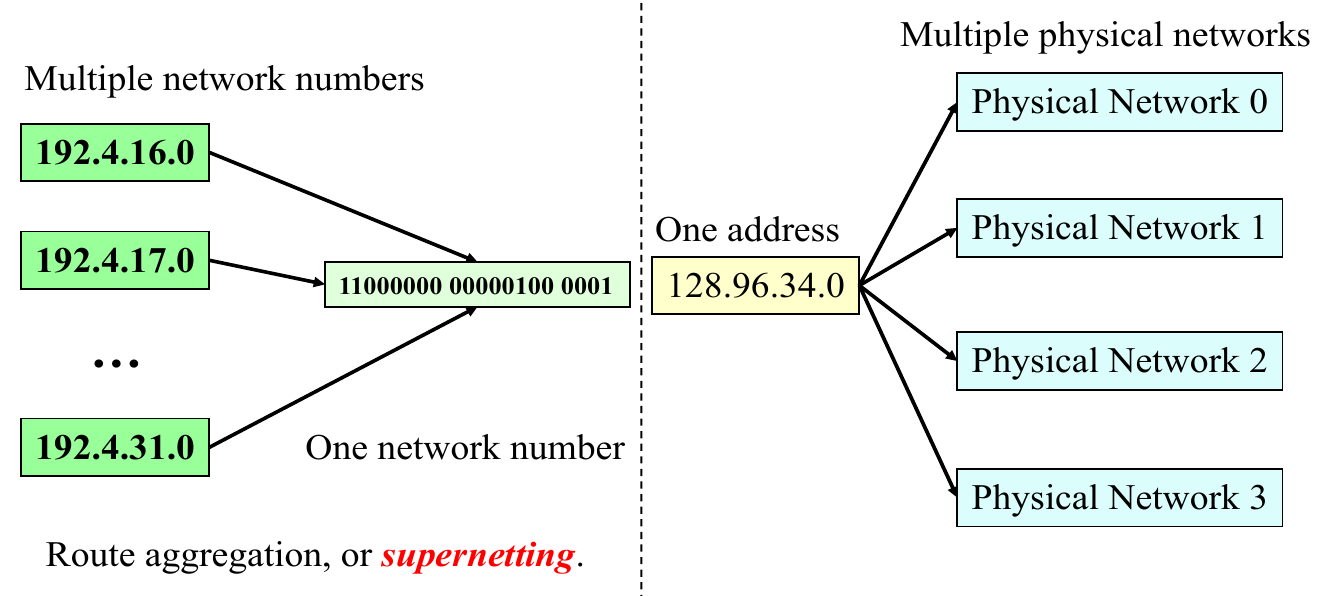 Multiple network numbers
192.4.16.0
192.4.17.0
...
192.4.31.0
11000000 00000100 0001
One network number
Route aggregation, or supernetting.
Multiple physical networks
One address
128.96.34.0
Physical Network 0
Physical Network 1
Physical Network 2
Physical Network 3